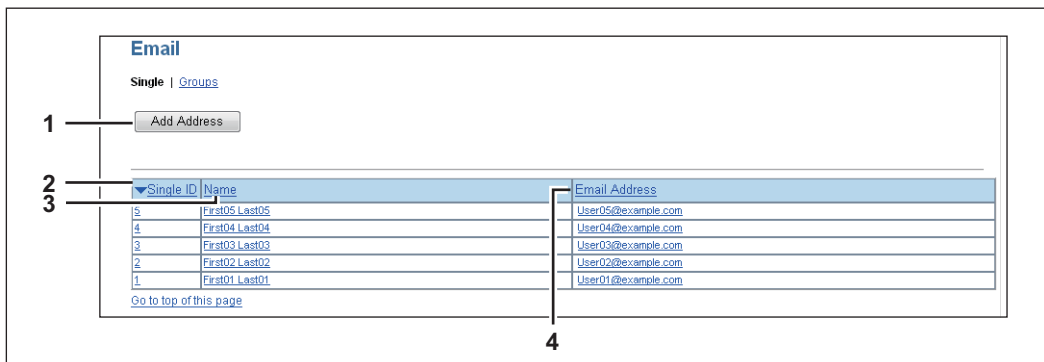 Email
Single | Groups
1 Add Address
2 ▼Single ID Name Email Address
3
5 First05 Last05 User05@example.com
4 First04 Last04 User04@example.com
3 First03 Last03 User03@example.com
2 First02 Last02 User02@example.com
1 First01 Last01 User01@example.com
Go to top of this page
4